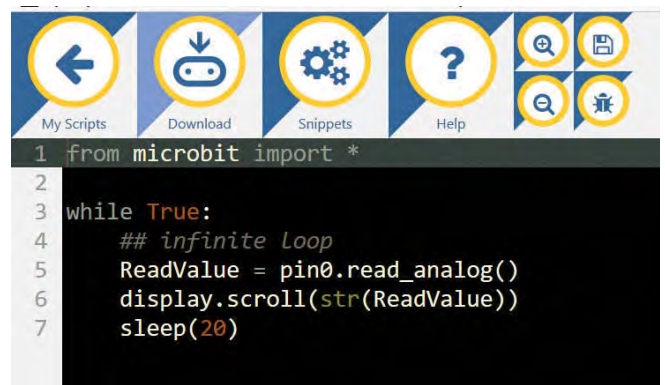 My Scripts
Download
Snippets
Help
1 from microbit import *
2
3 while True:
4     ## infinite Loop
5     ReadValue = pin0.read_analog()
6     display.scroll(str(ReadValue))
7     sleep(20)